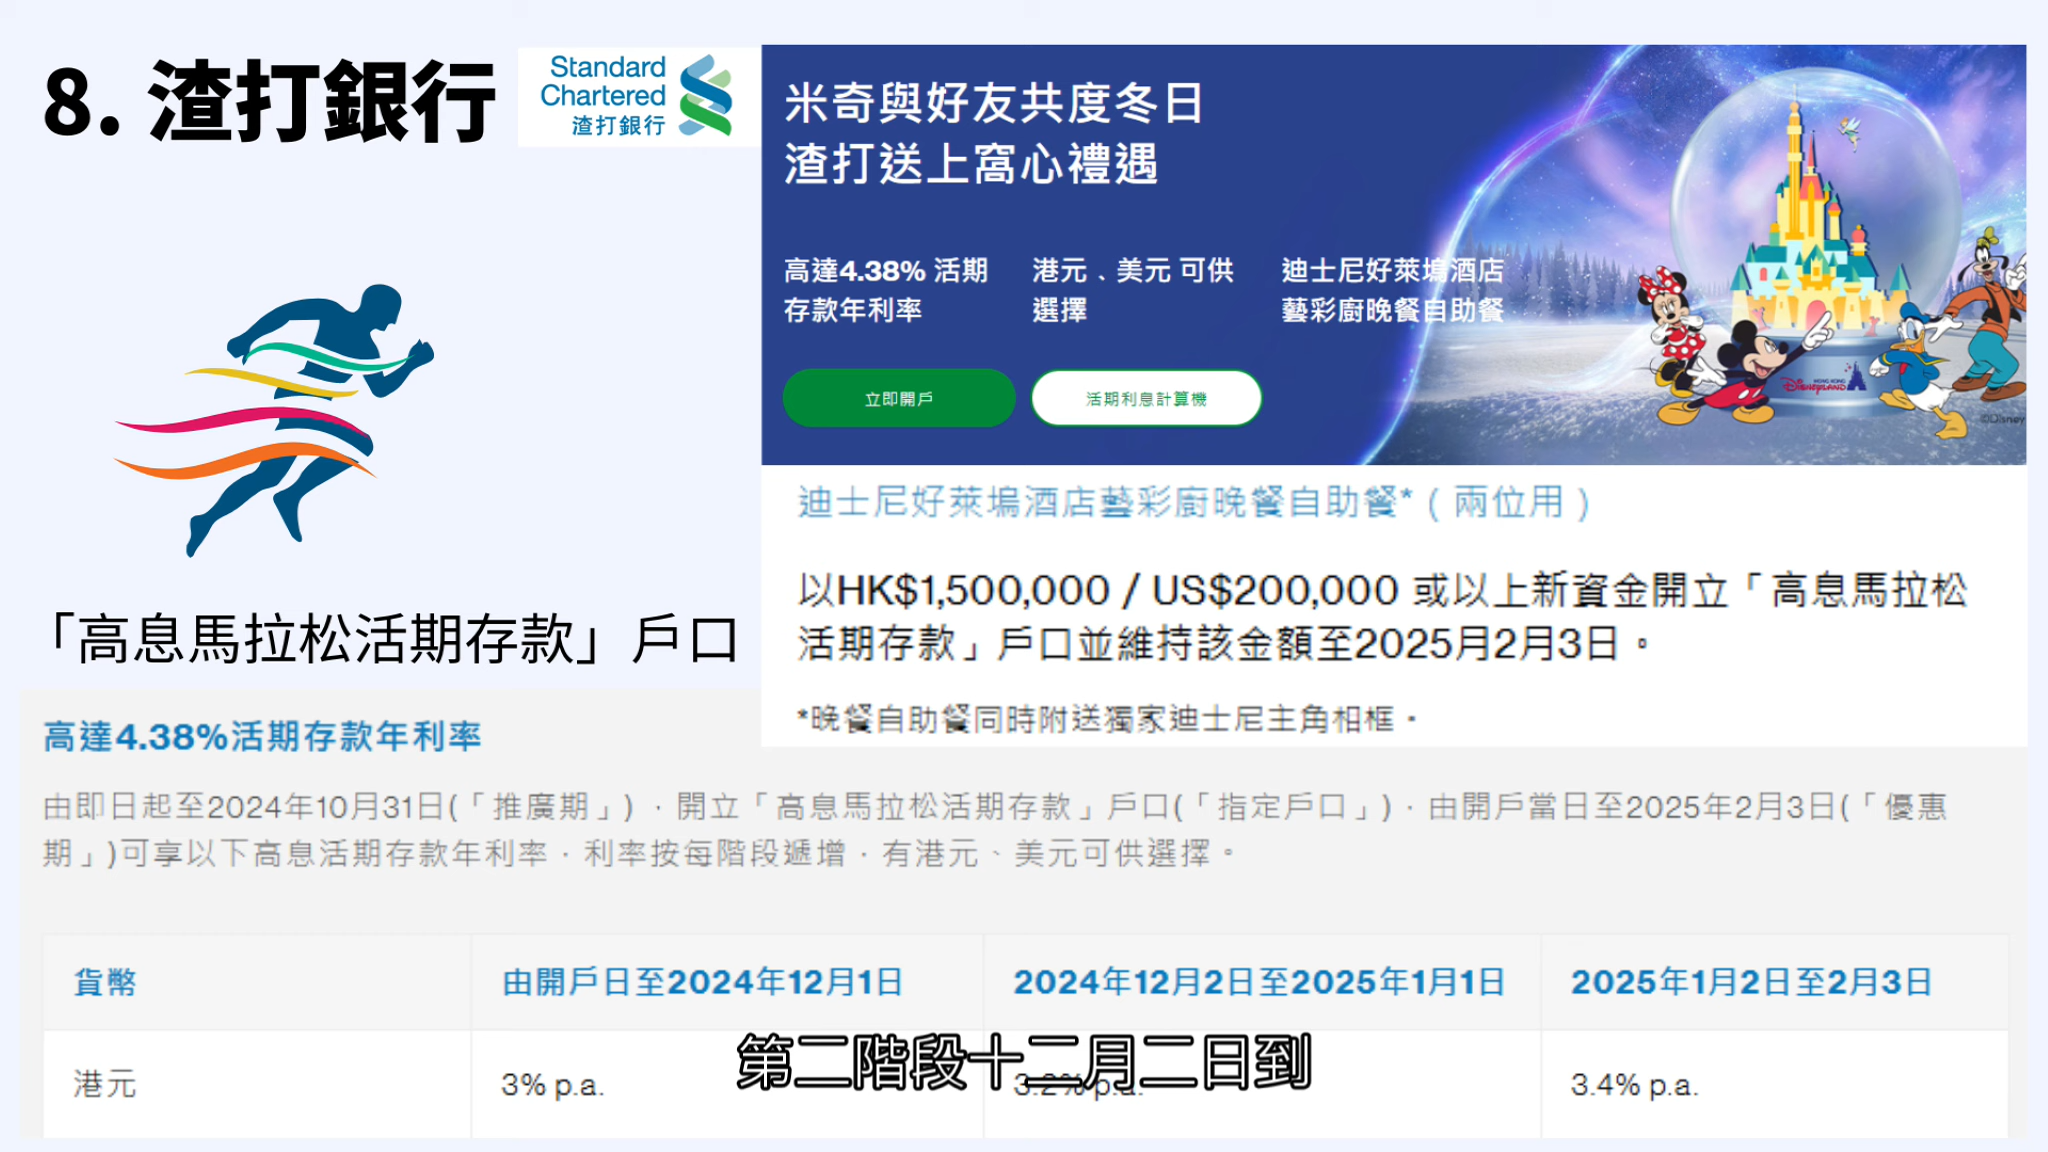 8. 渣打銀行
Standard
Chartered
渣打銀行
米奇與好友共度冬日
渣打送上窩心禮遇
高達4.38% 活期
存款年利率
港元、美元 可供
選擇
迪士尼好萊塢酒店
藝彩廚晚餐自助餐
立即開戶
活期利息計算機
HONG KONG
Disneyland
©Disney
迪士尼好萊塢酒店藝彩廚晚餐自助餐*（兩位用）
以HK$1,500,000 / US$200,000 或以上新資金開立「高息馬拉松
活期存款」戶口並維持該金額至2025月2月3日。
*晚餐自助餐同時附送獨家迪士尼主角相框。
「高息馬拉松活期存款」戶口
高達4.38%活期存款年利率
由即日起至2024年10月31日(「推廣期」)，開立「高息馬拉松活期存款」戶口(「指定戶口」)，由開戶當日至2025年2月3日(「優惠
期」)可享以下高息活期存款年利率，利率按每階段遞增，有港元、美元可供選擇。
貨幣
由開戶日至2024年12月1日
2024年12月2日至2025年1月1日
2025年1月2日至2月3日
港元
3% p.a.
3.2% p.a.
3.4% p.a.
第二階段十二月二日到